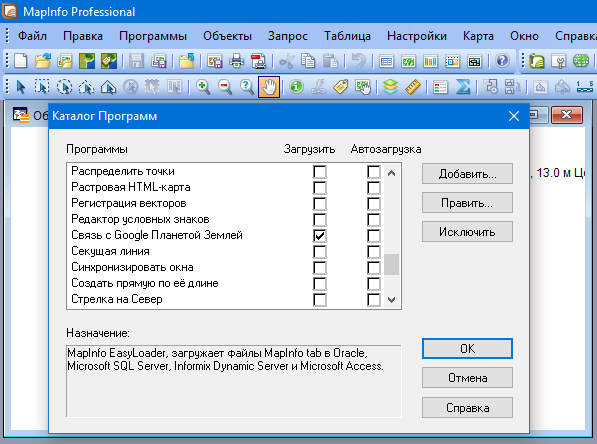 MapInfo Professional
Файл Правка Программы Объекты Запрос Таблица Настройки Карта Окно Справка
Каталог Программ
, 13.0 м
Программы Загрузить Автозагрузка
Распределить точки
Растровая HTML-карта
Регистрация векторов
Редактор условных знаков
Связь с Google Планетой Землей
Секущая линия
Синхронизировать окна
Создать прямую по её длине
Стрелка на Север
Добавить...
Править...
Исключить
Назначение:
MapInfo EasyLoader, загружает файлы MapInfo tab в Oracle,
Microsoft SQL Server, Informix Dynamic Server и Microsoft Access.
OK
Отмена
Справка